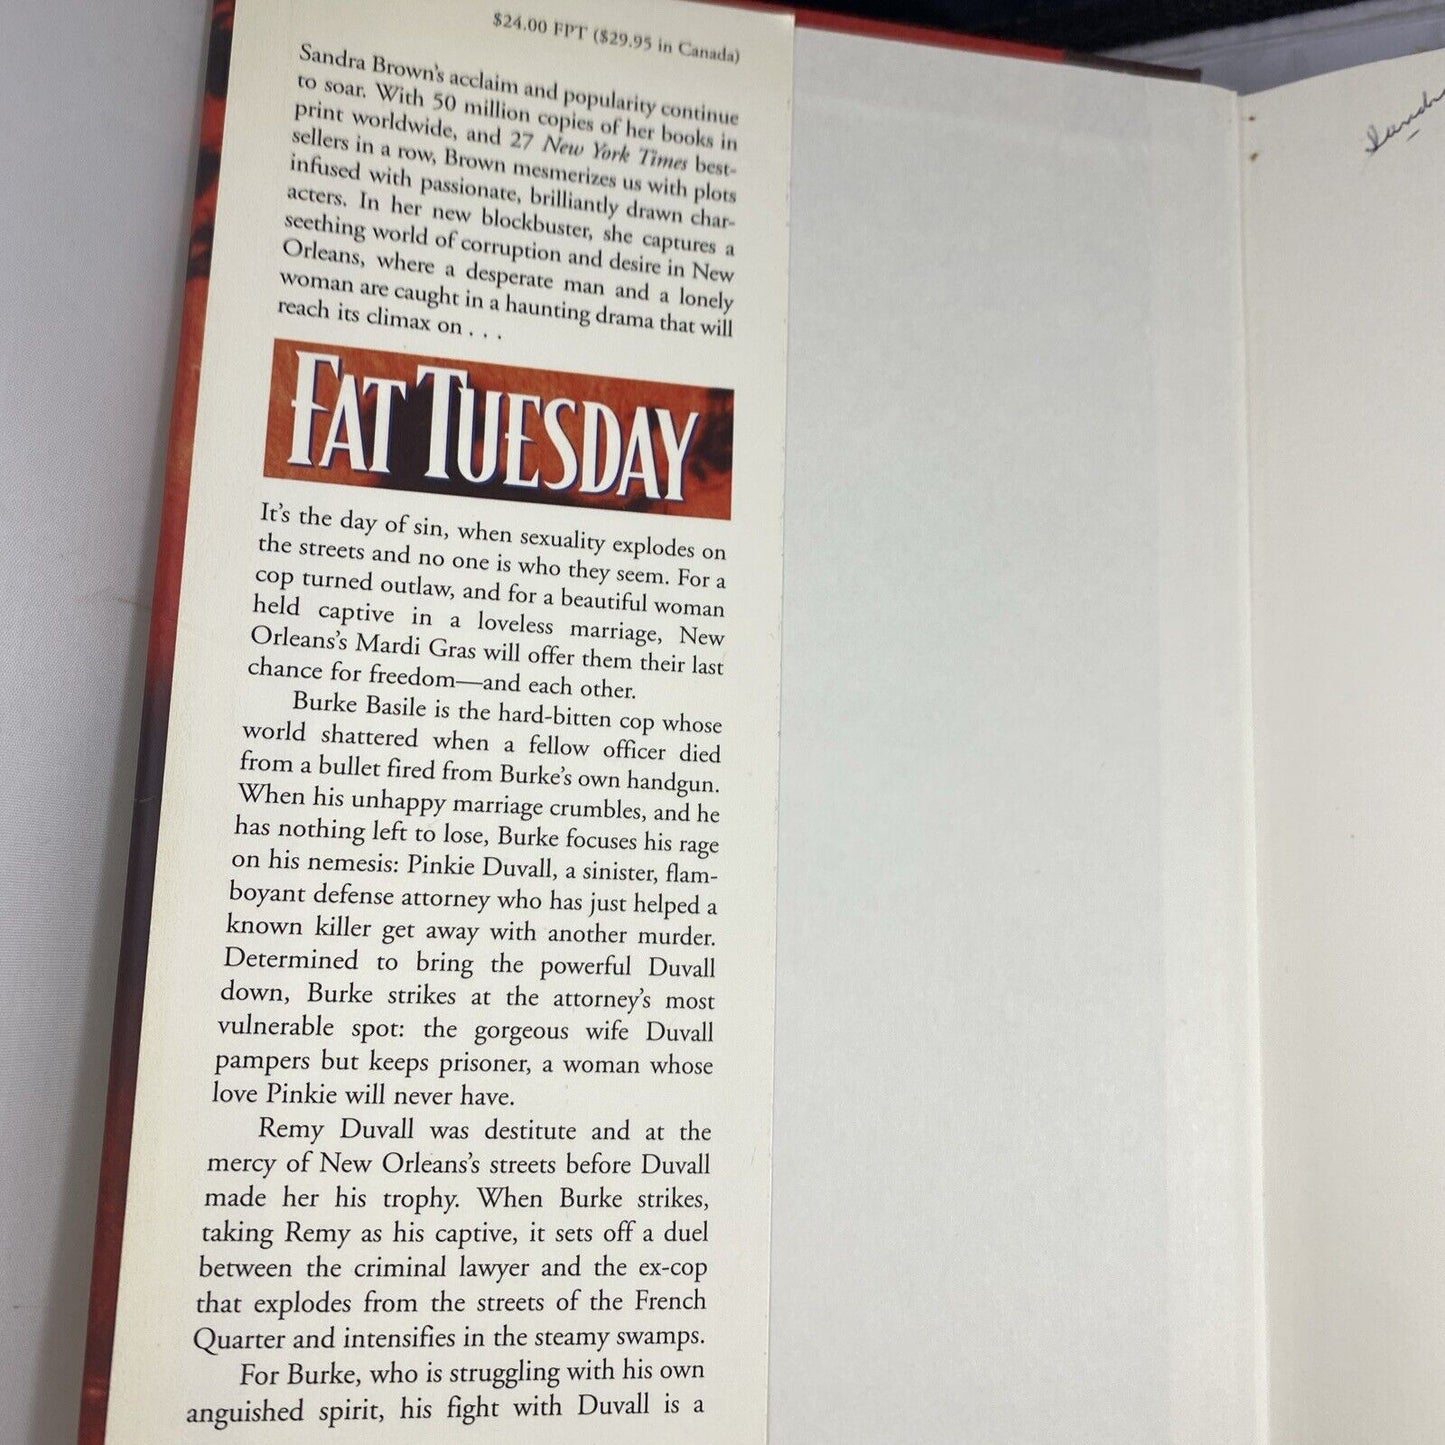 $24.00 FPT ($29.95 in Canada)
Sandra Brown's acclaim and popularity continue
to soar. With 50 million copies of her books in
print worldwide, and 27 New York Times best-
sellers in a row, Brown mesmerizes us with plots
infused with passionate, brilliantly drawn char-
acters. In her new blockbuster, she captures a
seething world of corruption and desire in New
Orleans, where a desperate man and a lonely
woman are caught in a haunting drama that will
reach its climax on . . .
FAT TUESDAY
It's the day of sin, when sexuality explodes on
the streets and no one is who they seem. For a
cop turned outlaw, and for a beautiful woman
held captive in a loveless marriage, New
Orleans's Mardi Gras will offer them their last
chance for freedom—and each other.
Burke Basile is the hard-bitten cop whose
world shattered when a fellow officer died
from a bullet fired from Burke's own handgun.
When his unhappy marriage crumbles, and he
has nothing left to lose, Burke focuses his rage
on his nemesis: Pinkie Duvall, a sinister, flam-
boyant defense attorney who has just helped a
known killer get away with another murder.
Determined to bring the powerful Duvall
down, Burke strikes at the attorney's most
vulnerable spot: the gorgeous wife Duvall
pampers but keeps prisoner, a woman whose
love Pinkie will never have.
Remy Duvall was destitute and at the
mercy of New Orleans's streets before Duvall
made her his trophy. When Burke strikes,
taking Remy as his captive, it sets off a duel
between the criminal lawyer and the ex-cop
that explodes from the streets of the French
Quarter and intensifies in the steamy swamps.
For Burke, who is struggling with his own
anguished spirit, his fight with Duvall is a